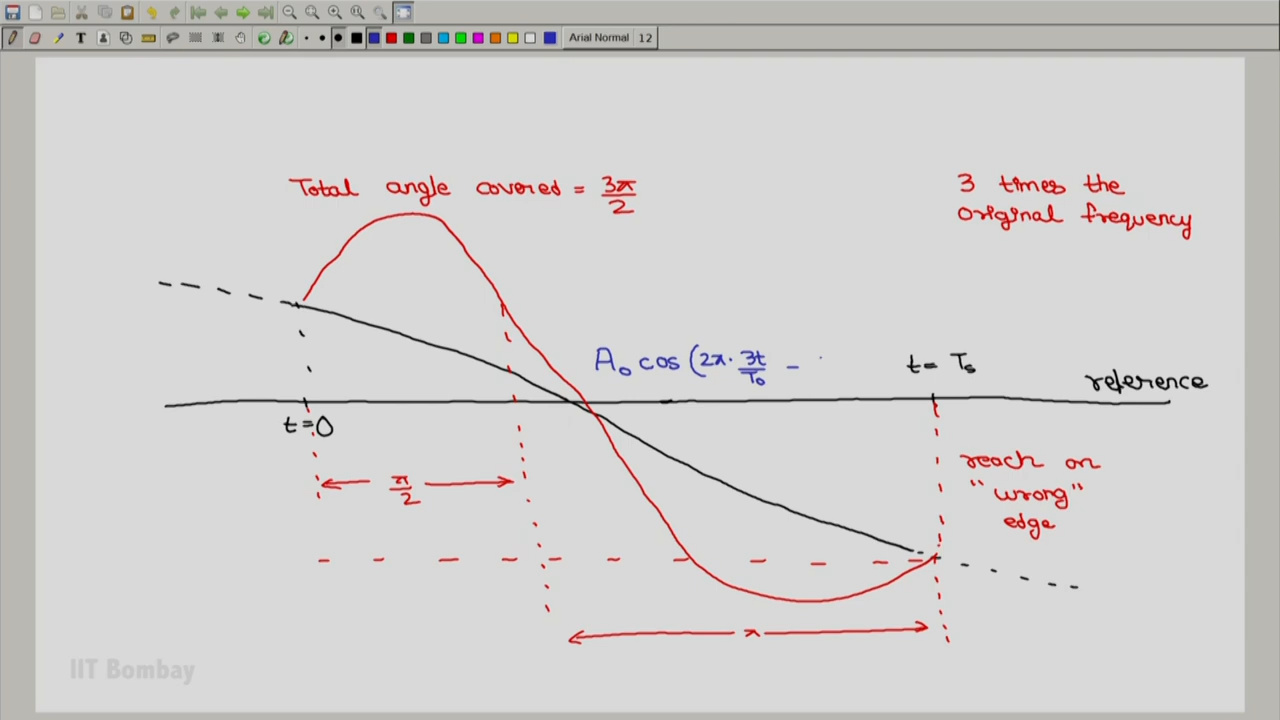 Arial Normal 12
Total angle covered = 3π/2
3 times the
original frequency
A₀ cos (2π · 3t/T₀ –
t = Tₛ
reference
t = 0
π/2
reach on
"wrong"
edge
π
IIT Bombay